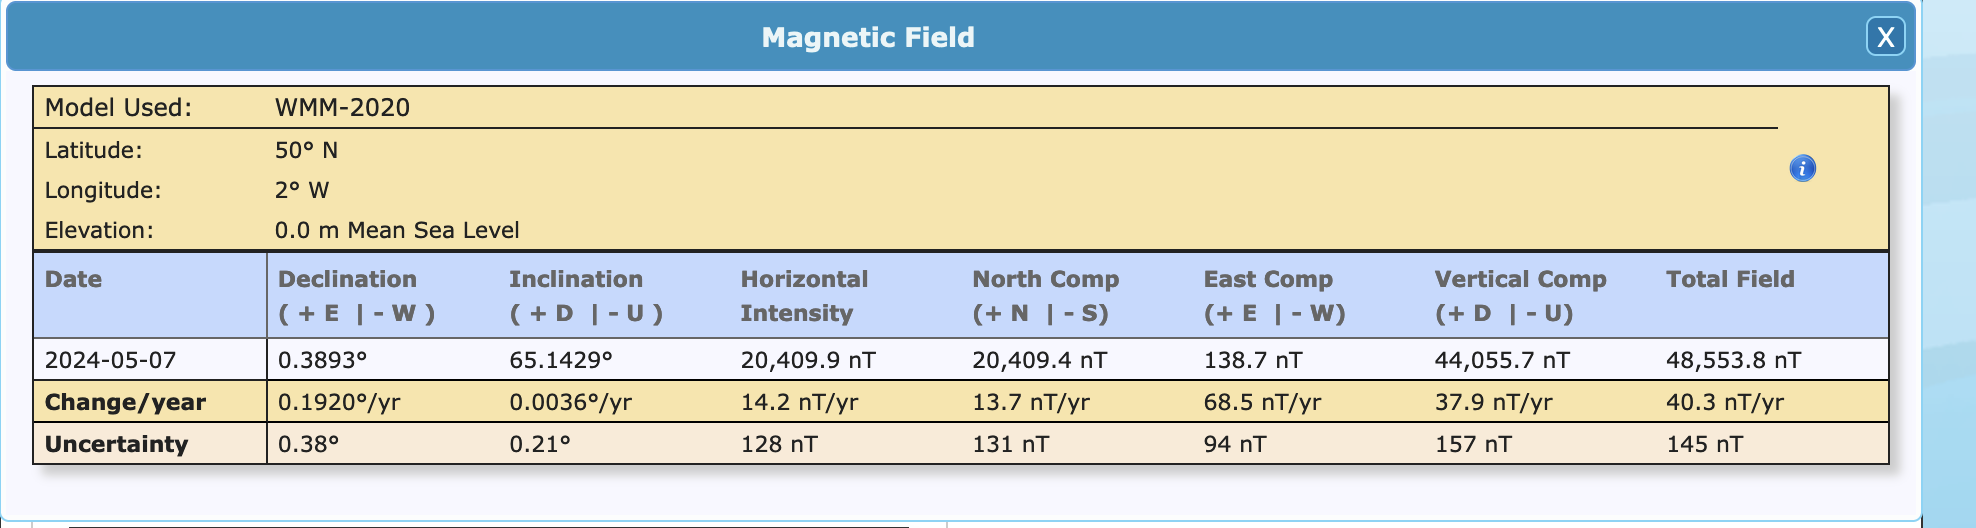 Magnetic Field
X
Model Used: WMM-2020
Latitude: 50° N
i
Longitude: 2° W
Elevation: 0.0 m Mean Sea Level
Date Declination Inclination Horizontal North Comp East Comp Vertical Comp Total Field
( + E | - W ) ( + D | - U ) Intensity (+ N | - S) (+ E | - W) (+ D | - U)
2024-05-07 0.3893° 65.1429° 20,409.9 nT 20,409.4 nT 138.7 nT 44,055.7 nT 48,553.8 nT
Change/year 0.1920°/yr 0.0036°/yr 14.2 nT/yr 13.7 nT/yr 68.5 nT/yr 37.9 nT/yr 40.3 nT/yr
Uncertainty 0.38° 0.21° 128 nT 131 nT 94 nT 157 nT 145 nT